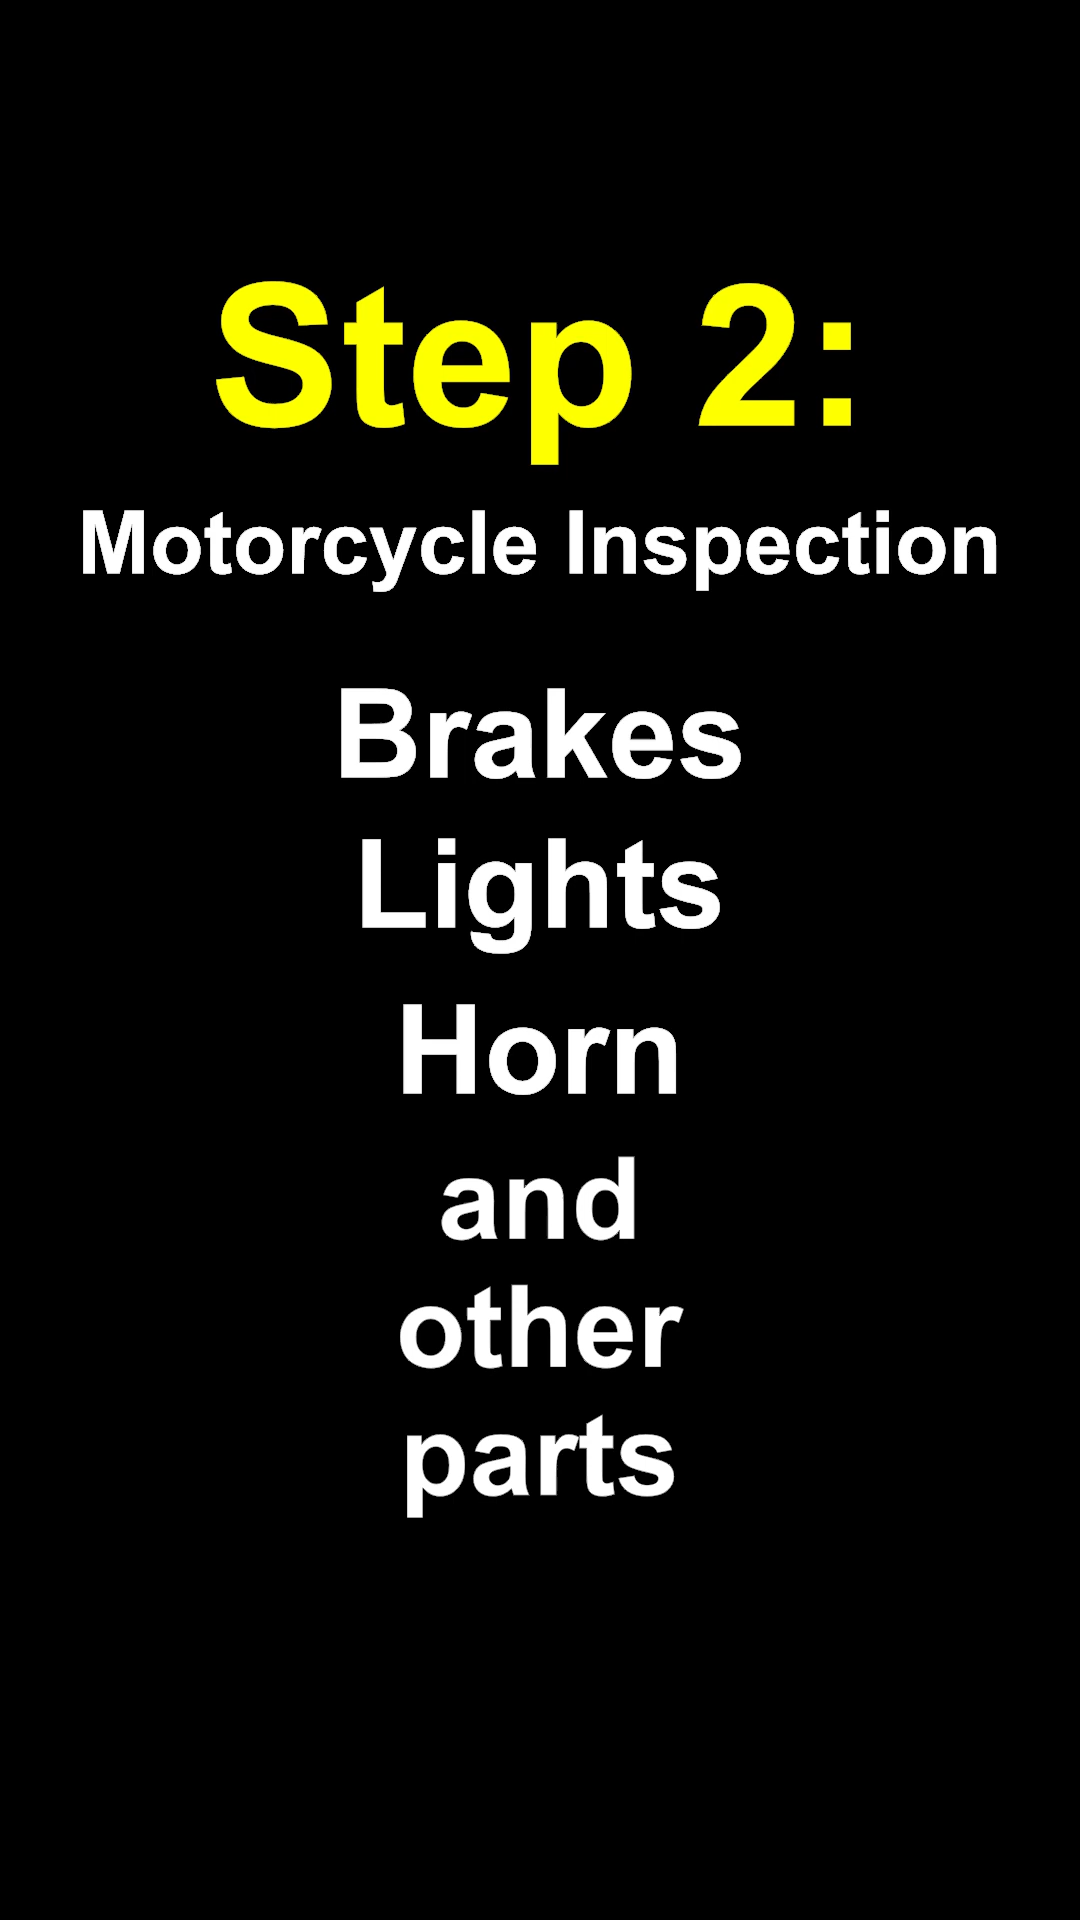 Step 2:
Motorcycle Inspection
Brakes
Lights
Horn
and
other
parts